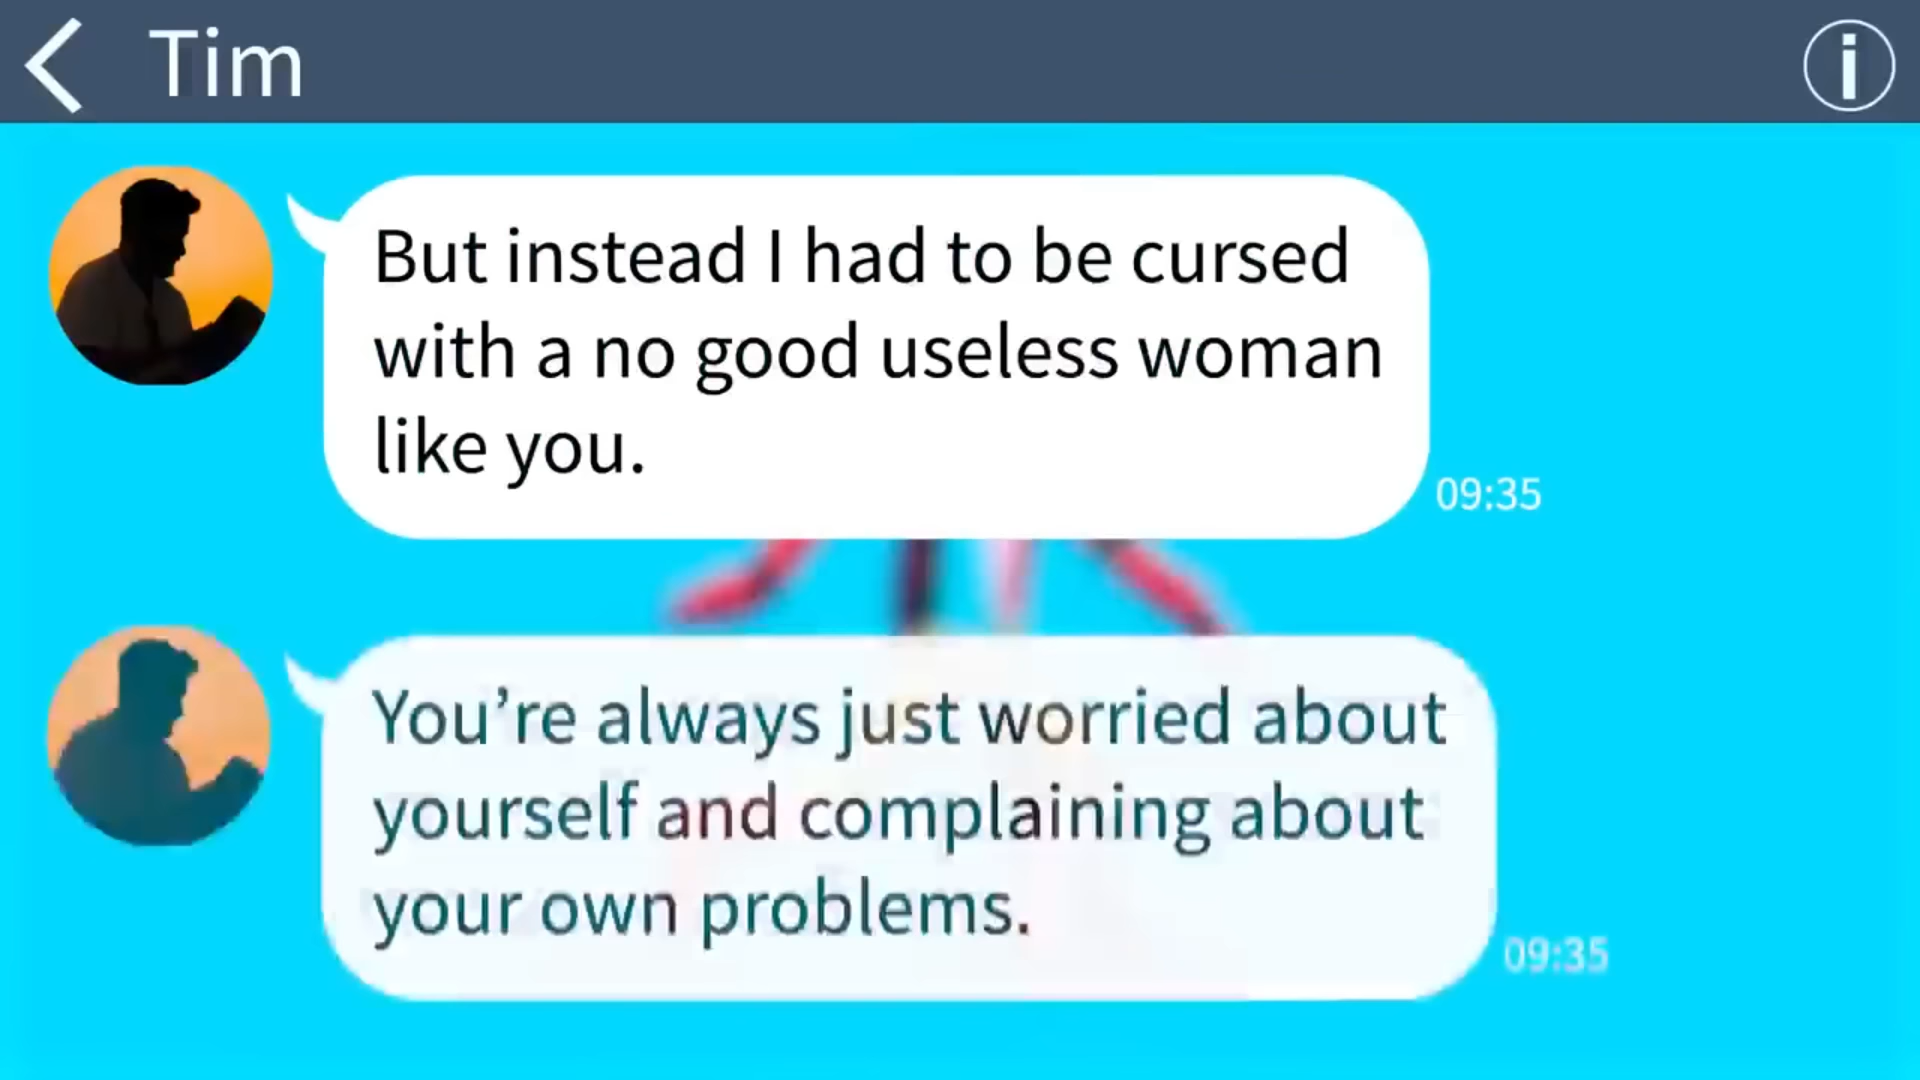 Tim
But instead I had to be cursed
with a no good useless woman
like you.
09:35
You’re always just worried about
yourself and complaining about
your own problems.
09:35